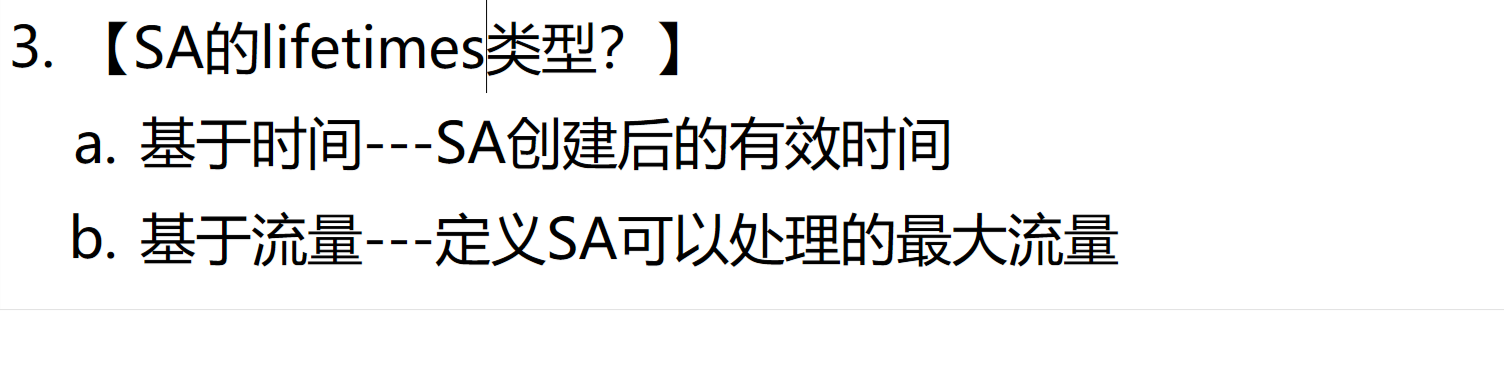 3. 【SA的lifetimes类型？】
a. 基于时间---SA创建后的有效时间
b. 基于流量---定义SA可以处理的最大流量